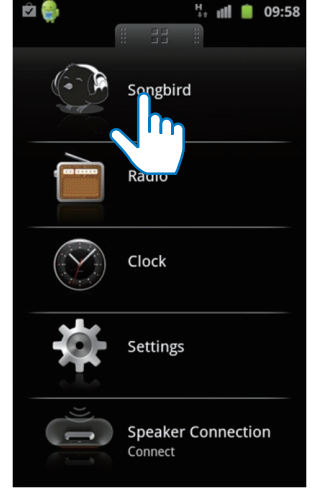 H
09:58
Songbird
Radio
Clock
Settings
Speaker Connection
Connect